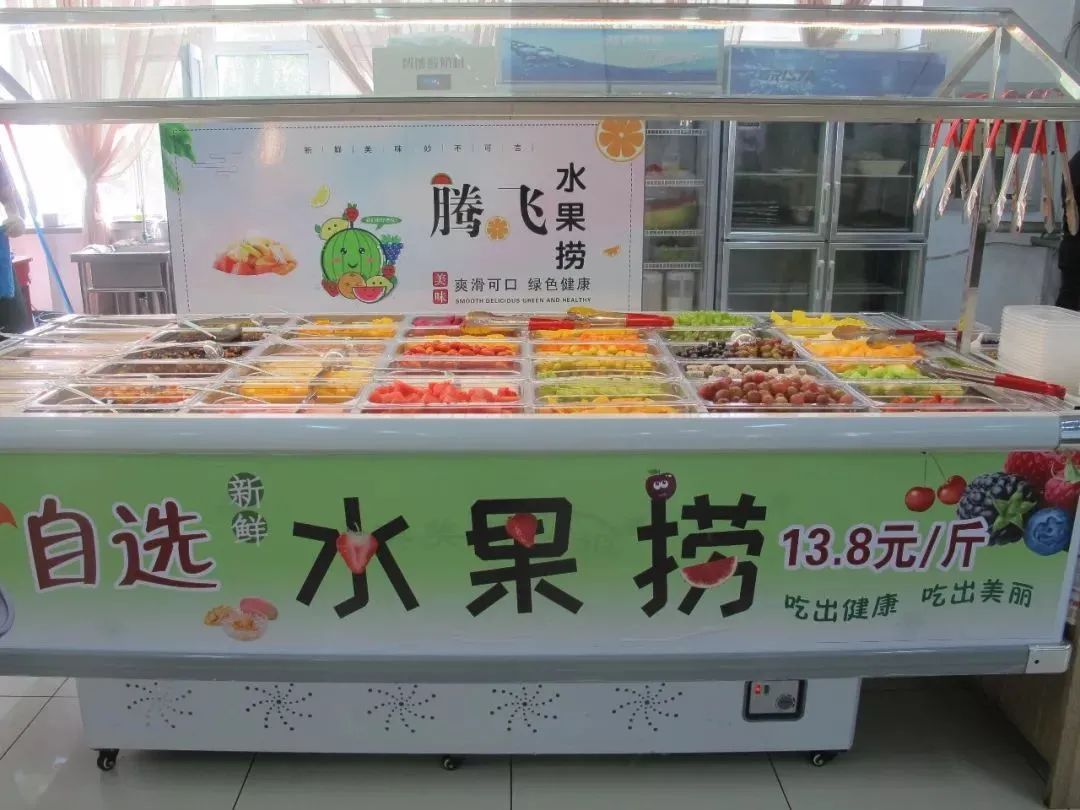 新鲜美味妙不可言
腾飞
水果捞
美味
爽滑可口 绿色健康
SMOOTH DELICIOUS GREEN AND HEALTHY
自选
新鲜
水果捞
13.8元/斤
吃出健康 吃出美丽